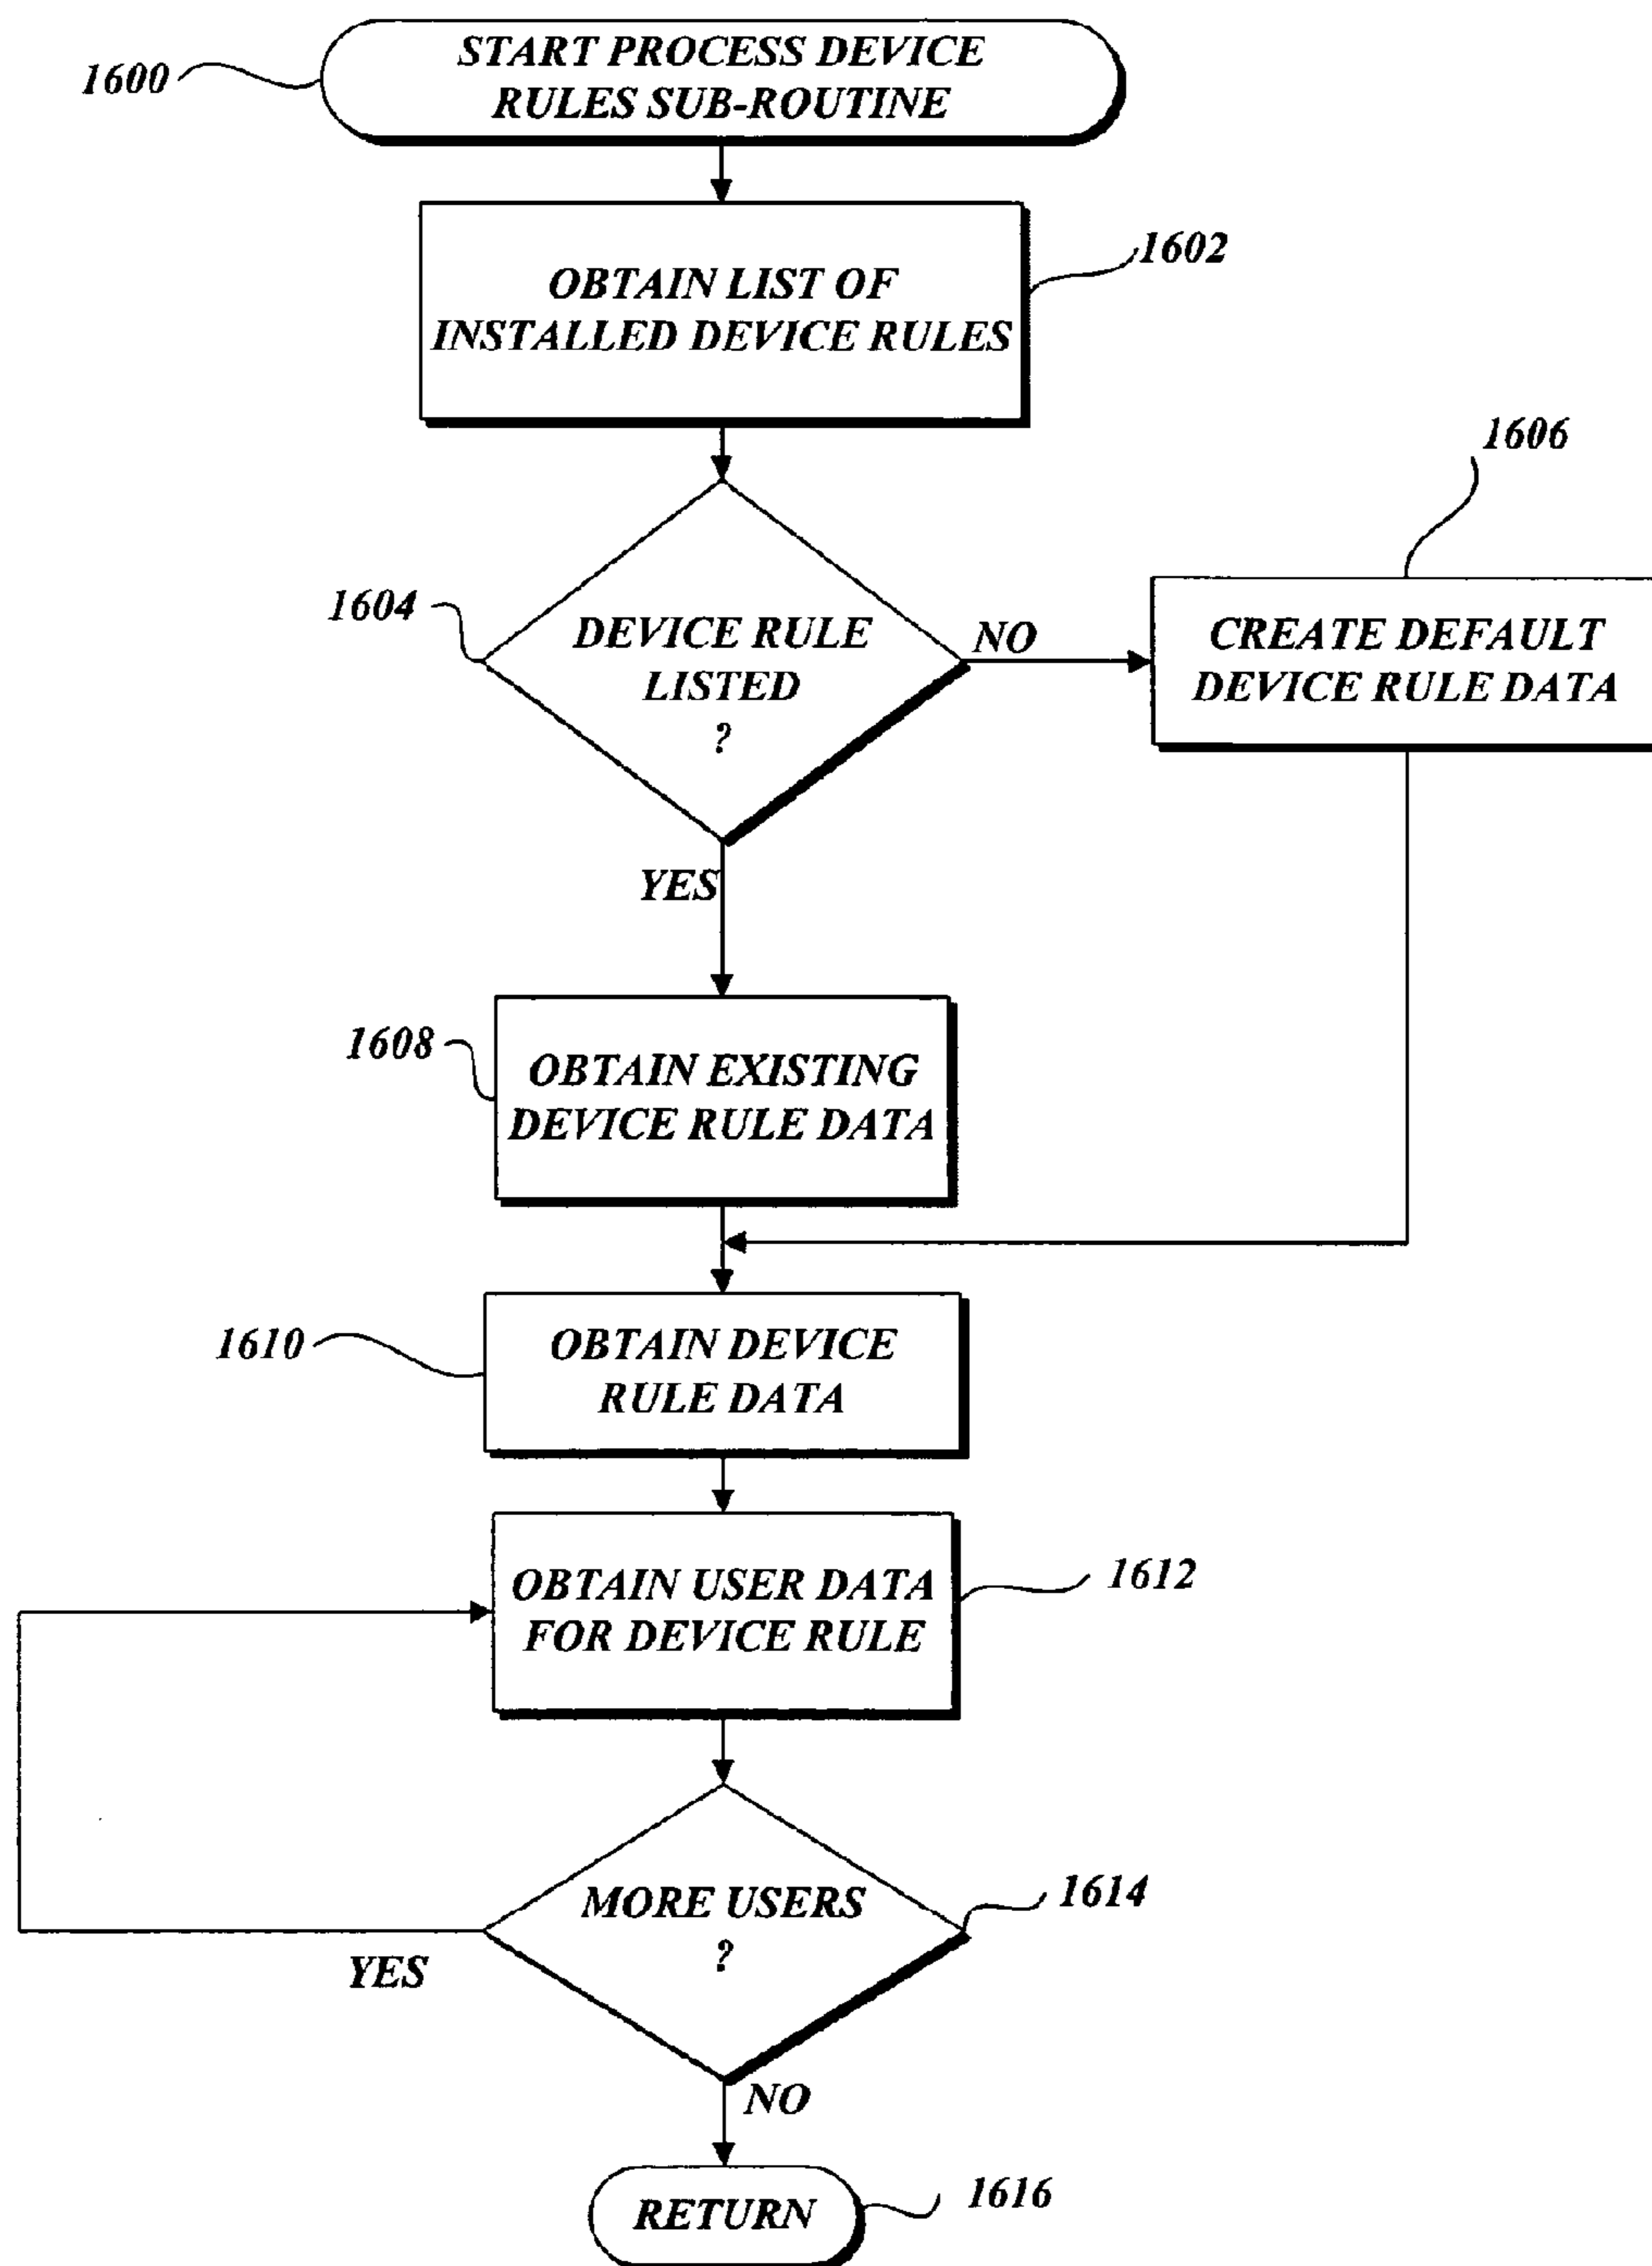 1600
START PROCESS DEVICE
RULES SUB-ROUTINE
1602
OBTAIN LIST OF
INSTALLED DEVICE RULES
1604
DEVICE RULE
LISTED
?
NO
1606
CREATE DEFAULT
DEVICE RULE DATA
YES
1608
OBTAIN EXISTING
DEVICE RULE DATA
1610
OBTAIN DEVICE
RULE DATA
1612
OBTAIN USER DATA
FOR DEVICE RULE
1614
MORE USERS
?
YES
NO
RETURN
1616